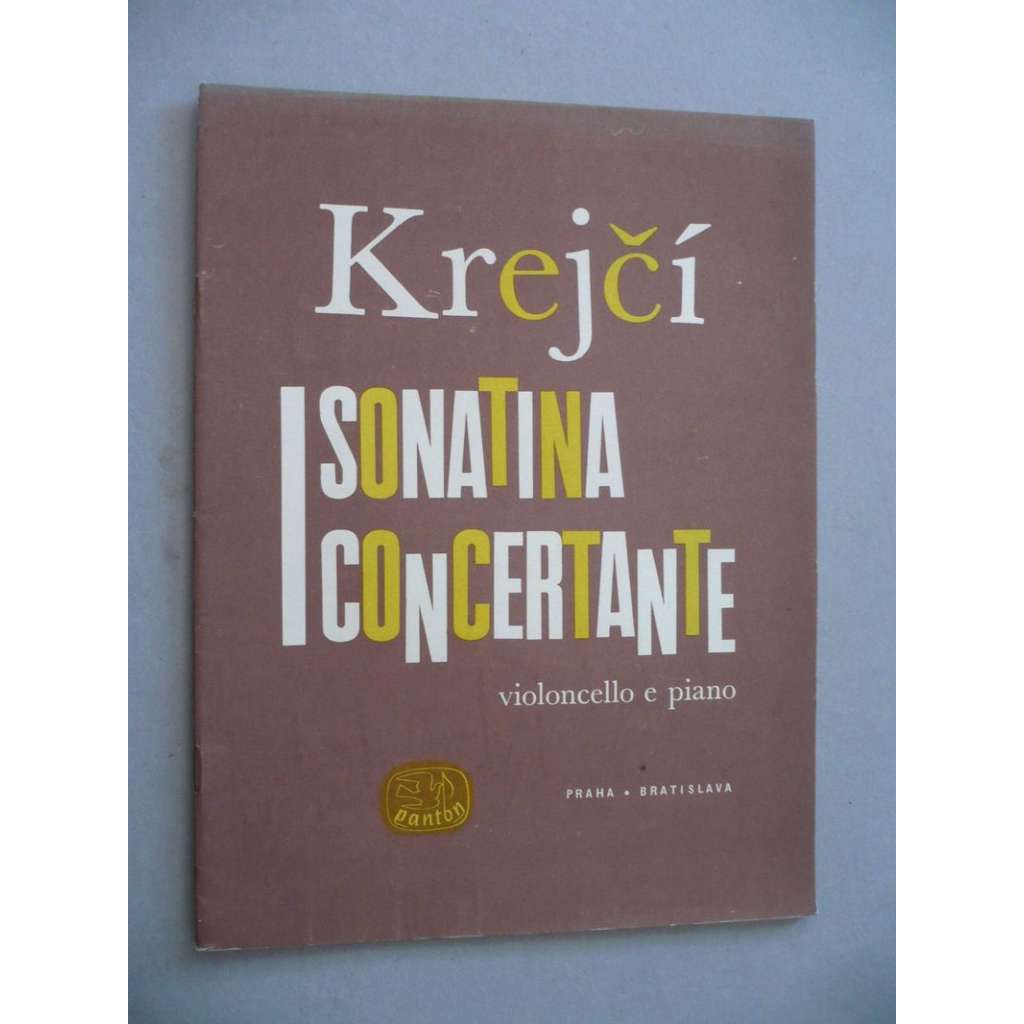 Krejčí
SONATINA
CONCERTANTE
violoncello e piano
panton
PRAHA • BRATISLAVA